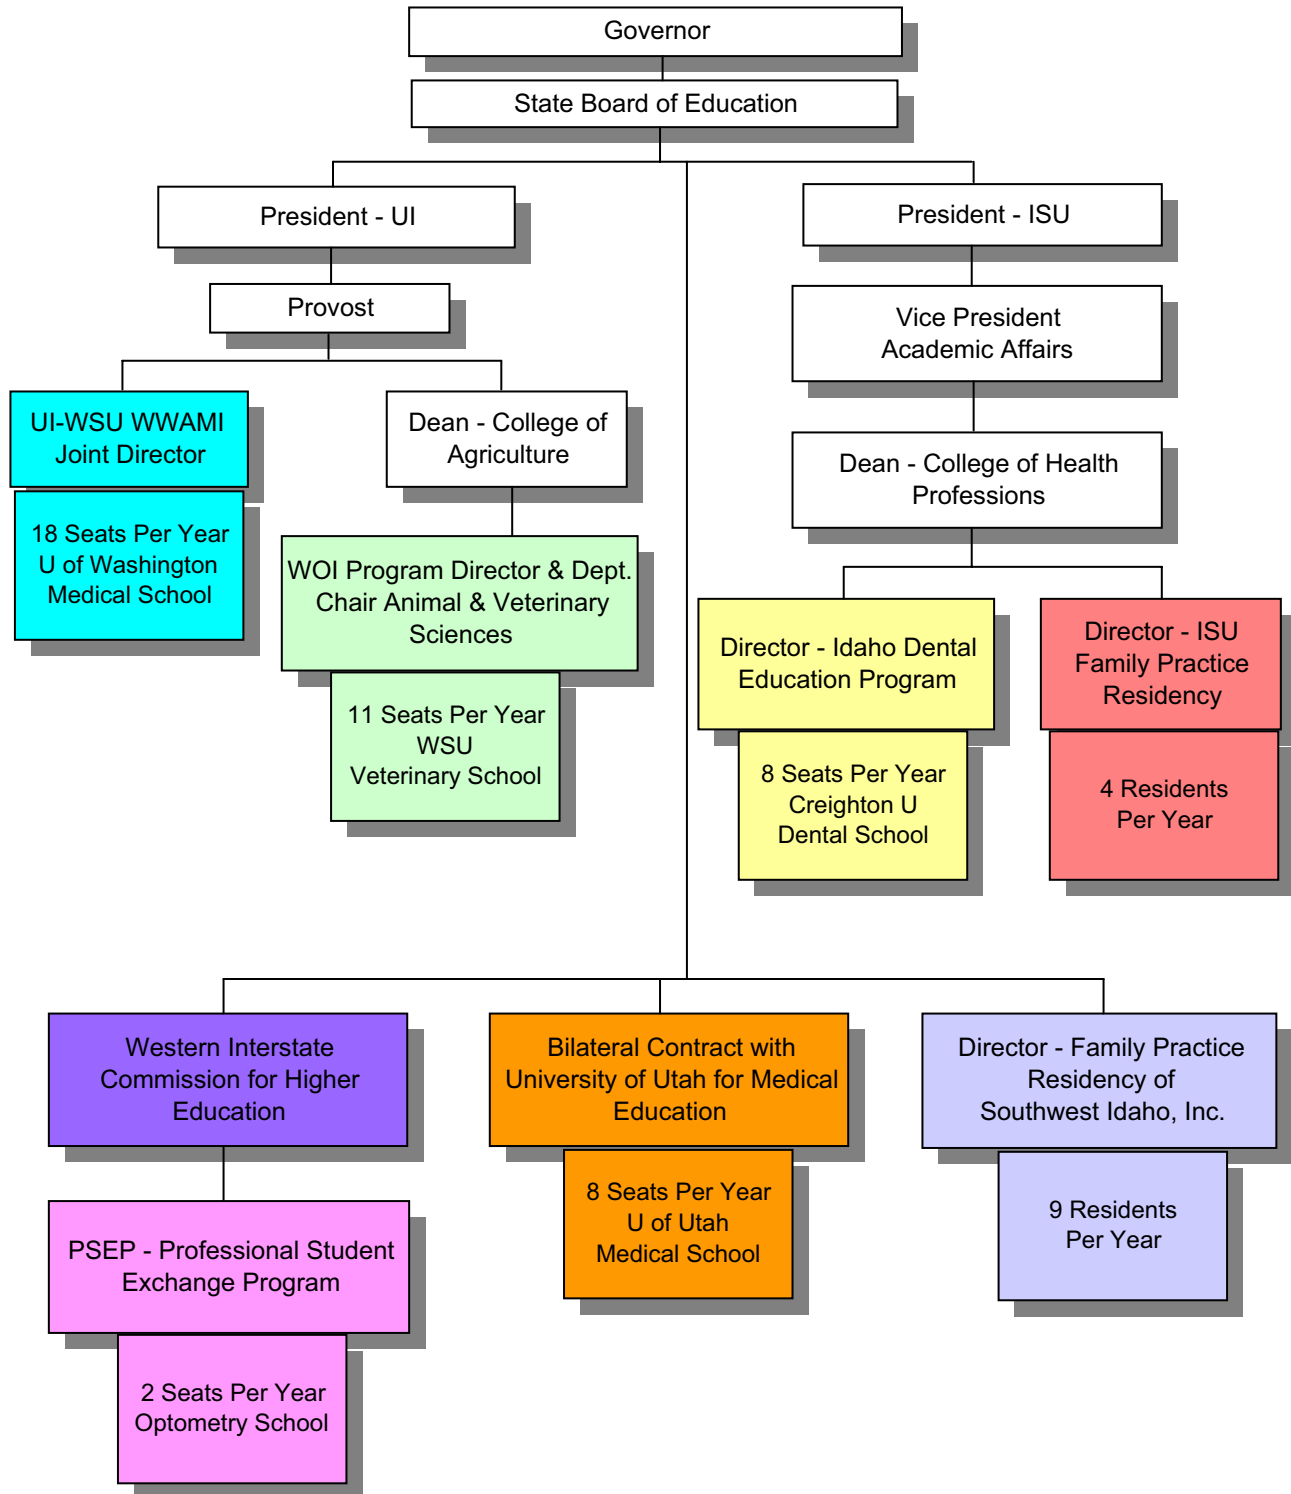 Governor
State Board of Education
President - UI
President - ISU
Provost
Vice President
Academic Affairs
UI-WSU WWAMI
Joint Director
18 Seats Per Year
U of Washington
Medical School
Dean - College of
Agriculture
WOI Program Director & Dept.
Chair Animal & Veterinary
Sciences
11 Seats Per Year
WSU
Veterinary School
Dean - College of Health
Professions
Director - Idaho Dental
Education Program
8 Seats Per Year
Creighton U
Dental School
Director - ISU
Family Practice
Residency
4 Residents
Per Year
Western Interstate
Commission for Higher
Education
PSEP - Professional Student
Exchange Program
2 Seats Per Year
Optometry School
Bilateral Contract with
University of Utah for Medical
Education
8 Seats Per Year
U of Utah
Medical School
Director - Family Practice
Residency of
Southwest Idaho, Inc.
9 Residents
Per Year